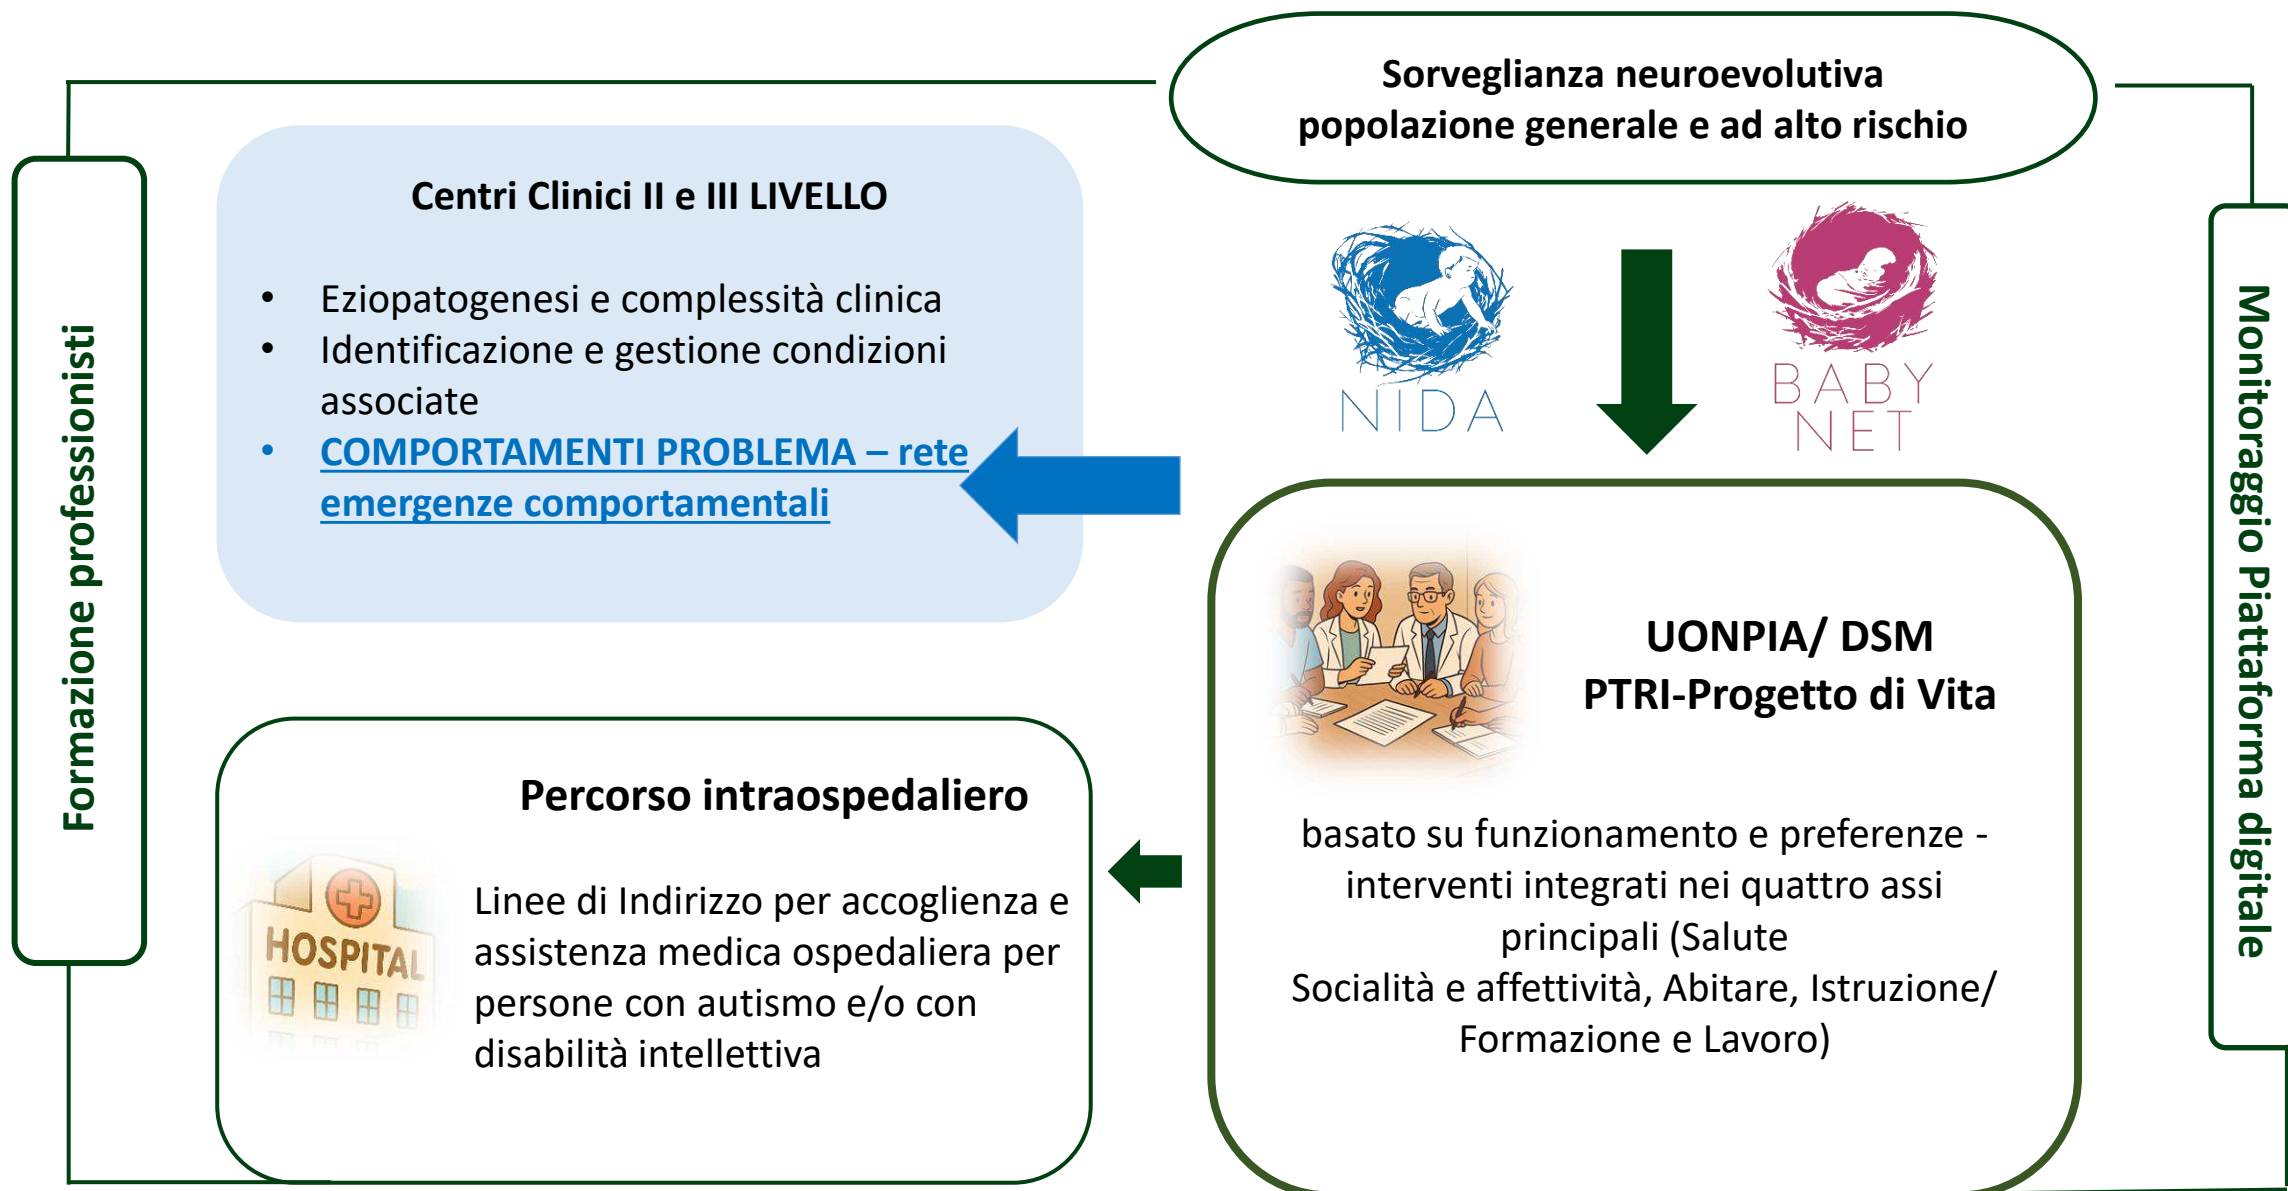 Sorveglianza neuroevolutiva
popolazione generale e ad alto rischio
Formazione professionisti
Centri Clinici II e III LIVELLO
• Eziopatogenesi e complessità clinica
• Identificazione e gestione condizioni
associate
• COMPORTAMENTI PROBLEMA – rete
emergenze comportamentali
NIDA
BABY
NET
Monitoraggio Piattaforma digitale
UONPIA/ DSM
PTRI-Progetto di Vita
basato su funzionamento e preferenze -
interventi integrati nei quattro assi
principali (Salute
Socialità e affettività, Abitare, Istruzione/
Formazione e Lavoro)
Percorso intraospedaliero
HOSPITAL
Linee di Indirizzo per accoglienza e
assistenza medica ospedaliera per
persone con autismo e/o con
disabilità intellettiva